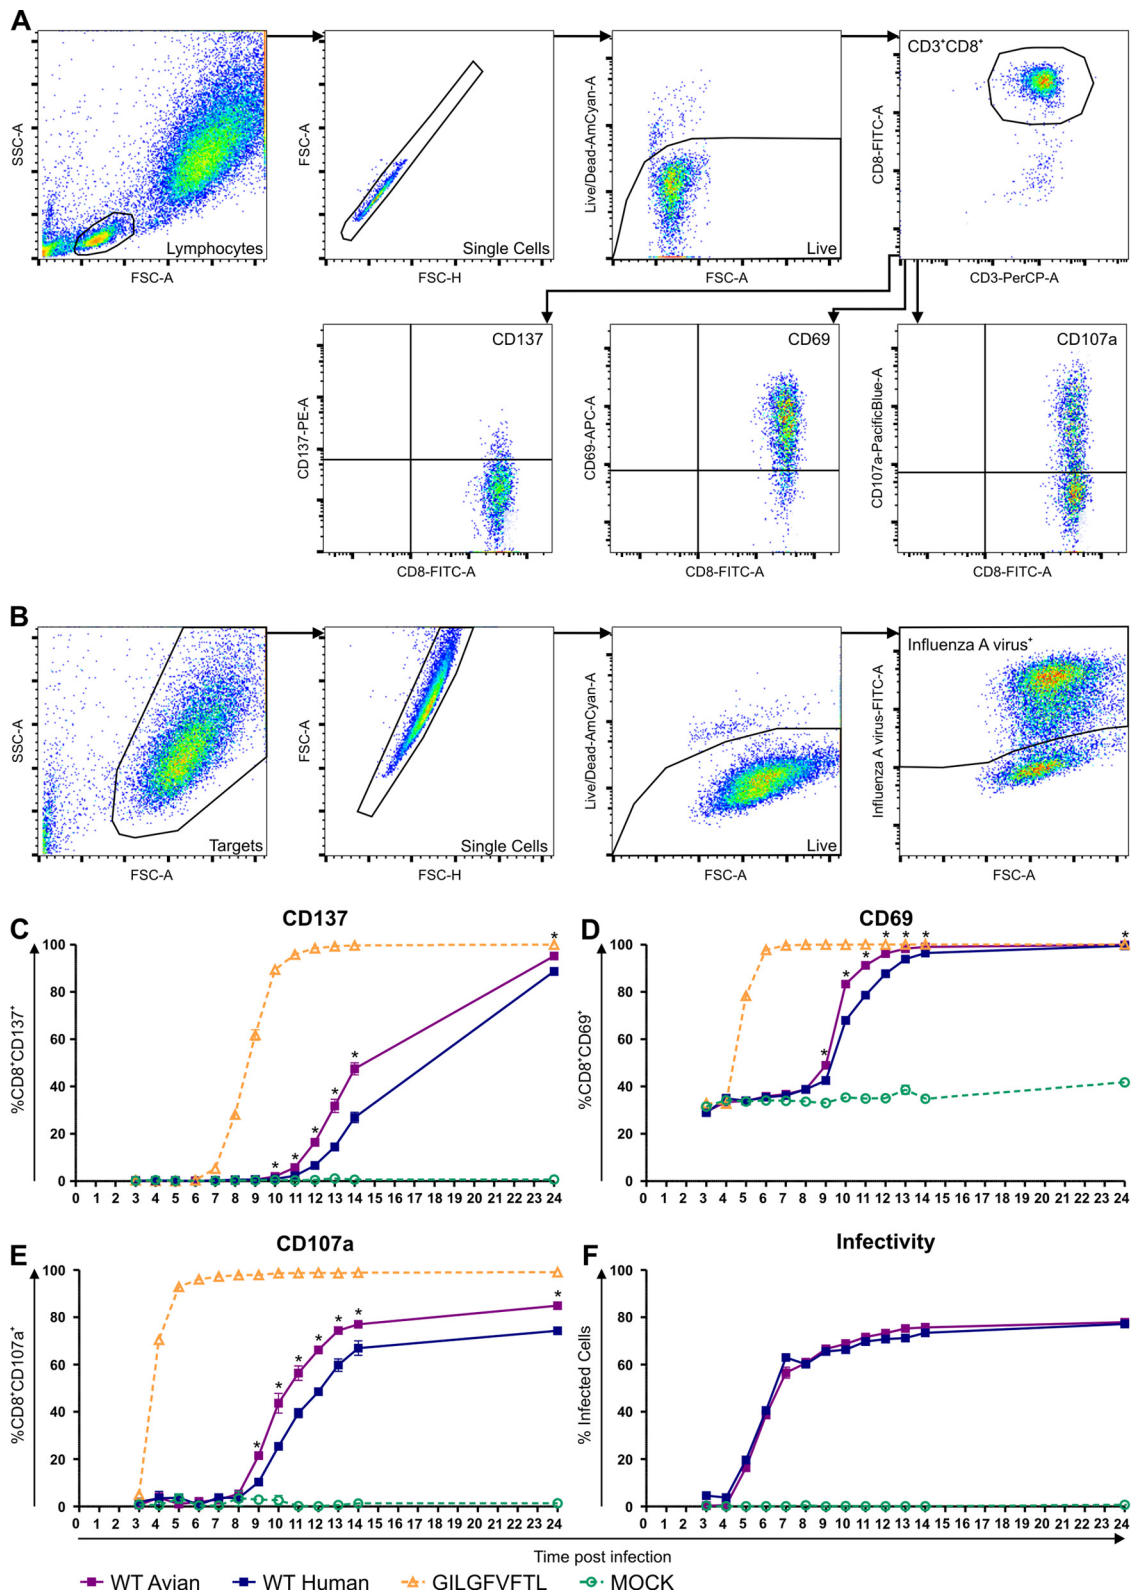 A
SSC-A
Lymphocytes
FSC-A
FSC-A
Single Cells
FSC-H
Live/Dead-AmCyan-A
Live
FSC-A
CD3⁺CD8⁺
CD8-FITC-A
CD3-PerCP-A
CD137
CD137-PE-A
CD8-FITC-A
CD69
CD69-APC-A
CD8-FITC-A
CD107a
CD107a-PacificBlue-A
CD8-FITC-A
B
SSC-A
Targets
FSC-A
FSC-A
Single Cells
FSC-H
Live/Dead-AmCyan-A
Live
FSC-A
Influenza A virus⁺
Influenza A virus-FITC-A
FSC-A
C
CD137
%CD8⁺CD137⁺
100
80
60
40
20
0
* * * * * *
0 1 2 3 4 5 6 7 8 9 10 11 12 13 14 15 16 17 18 19 20 21 22 23 24
D
CD69
%CD8⁺CD69⁺
100
80
60
40
20
0
* * * * * * *
0 1 2 3 4 5 6 7 8 9 10 11 12 13 14 15 16 17 18 19 20 21 22 23 24
E
CD107a
%CD8⁺CD107a⁺
100
80
60
40
20
0
* * * * * * *
0 1 2 3 4 5 6 7 8 9 10 11 12 13 14 15 16 17 18 19 20 21 22 23 24
F
Infectivity
% Infected Cells
100
80
60
40
20
0
0 1 2 3 4 5 6 7 8 9 10 11 12 13 14 15 16 17 18 19 20 21 22 23 24
Time post infection
WT Avian WT Human GILGFVFTL MOCK